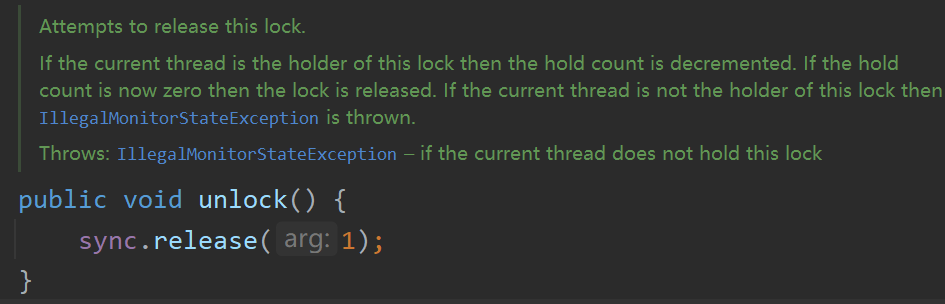 Attempts to release this lock.
If the current thread is the holder of this lock then the hold count is decremented. If the hold
count is now zero then the lock is released. If the current thread is not the holder of this lock then
IllegalMonitorStateException is thrown.
Throws: IllegalMonitorStateException – if the current thread does not hold this lock
public void unlock() {
    sync.release( arg: 1);
}